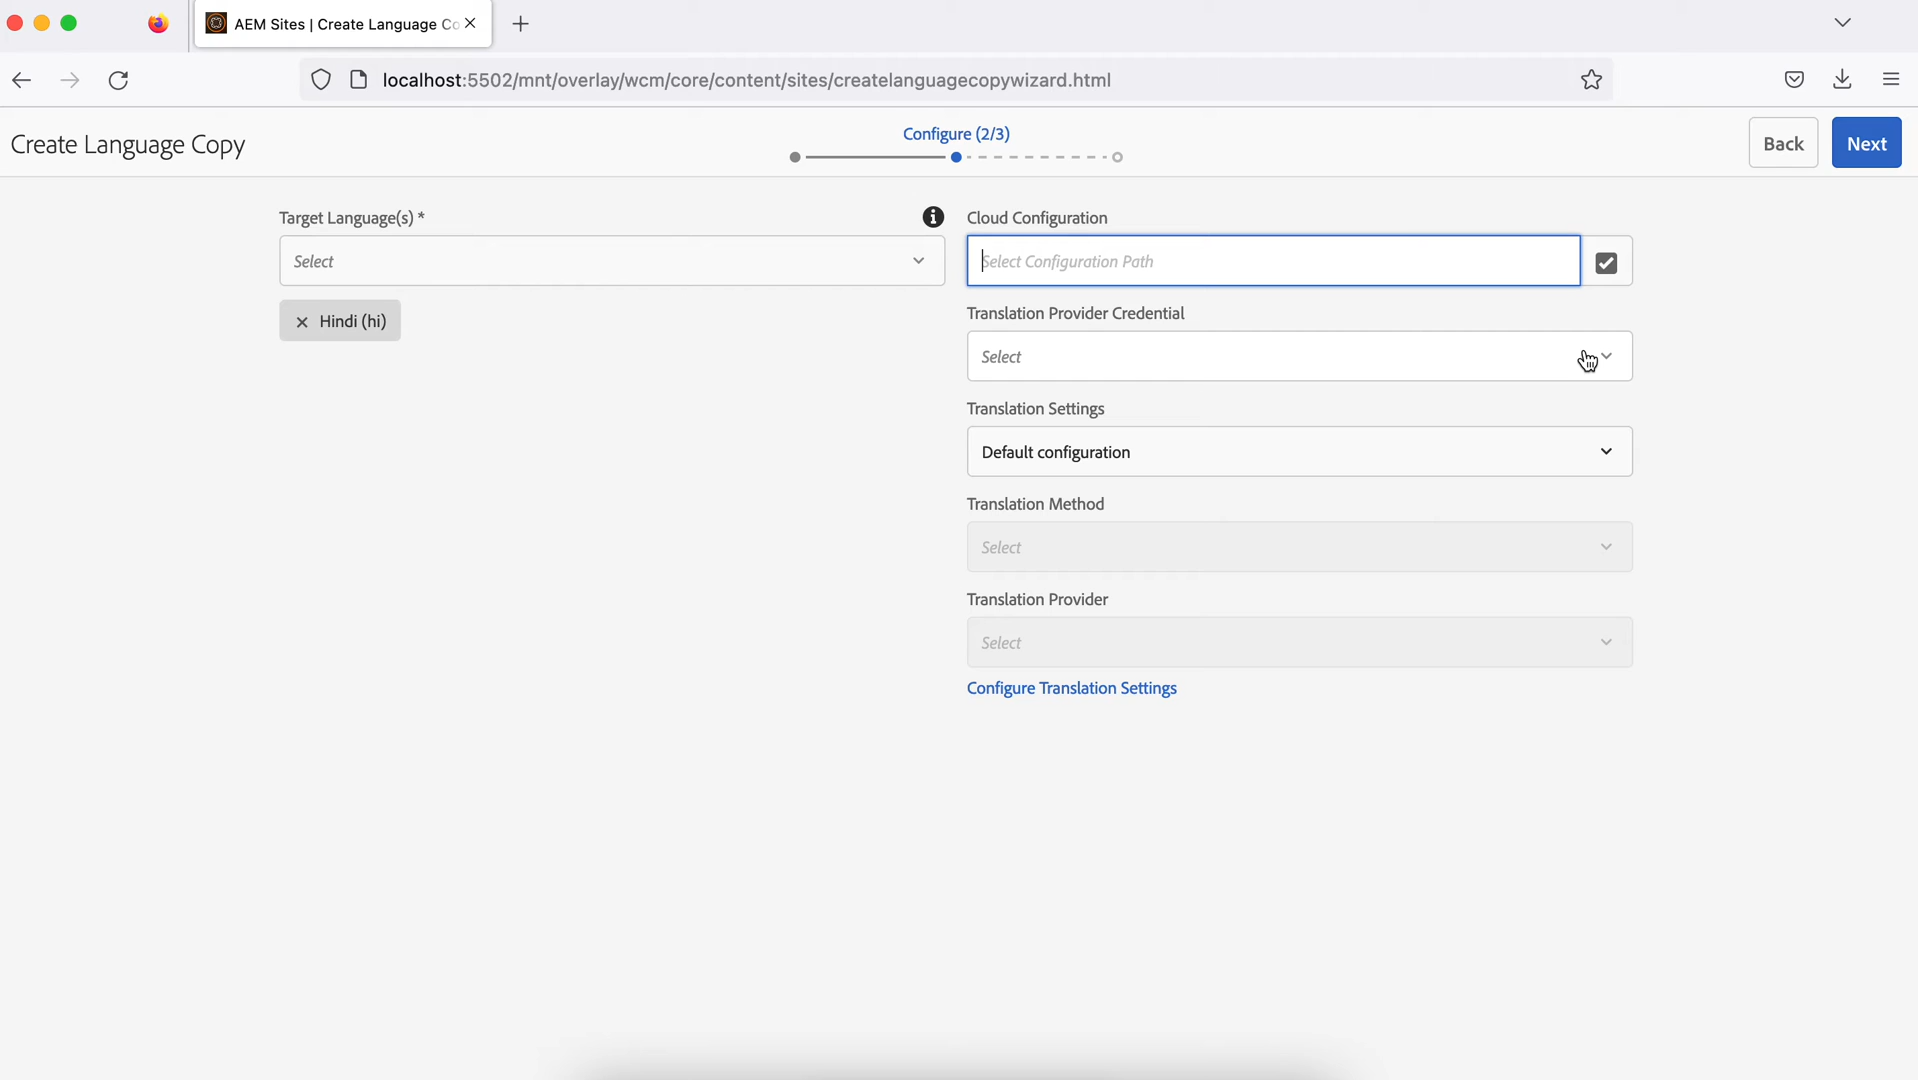 AEM Sites | Create Language Co
localhost:5502/mnt/overlay/wcm/core/content/sites/createlanguagecopywizard.html
Create Language Copy
Configure (2/3)
Back
Next
Target Language(s) *
Select
Hindi (hi)
Cloud Configuration
Select Configuration Path
Translation Provider Credential
Select
Translation Settings
Default configuration
Translation Method
Select
Translation Provider
Select
Configure Translation Settings